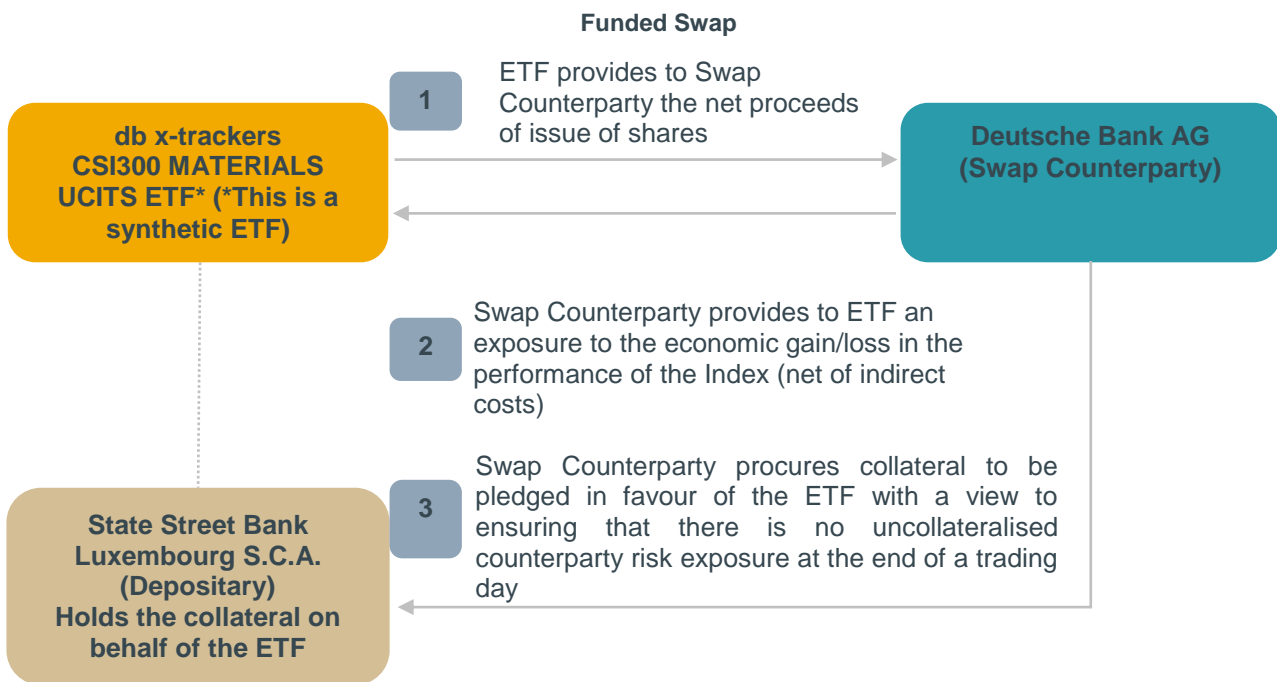 Funded Swap
1
ETF provides to Swap
Counterparty the net proceeds
of issue of shares
db x-trackers
CSI300 MATERIALS
UCITS ETF* (*This is a
synthetic ETF)
Deutsche Bank AG
(Swap Counterparty)
2
Swap Counterparty provides to ETF an
exposure to the economic gain/loss in the
performance of the Index (net of indirect
costs)
3
Swap Counterparty procures collateral to be
pledged in favour of the ETF with a view to
ensuring that there is no uncollateralised
counterparty risk exposure at the end of a trading
day
State Street Bank
Luxembourg S.C.A.
(Depositary)
Holds the collateral on
behalf of the ETF